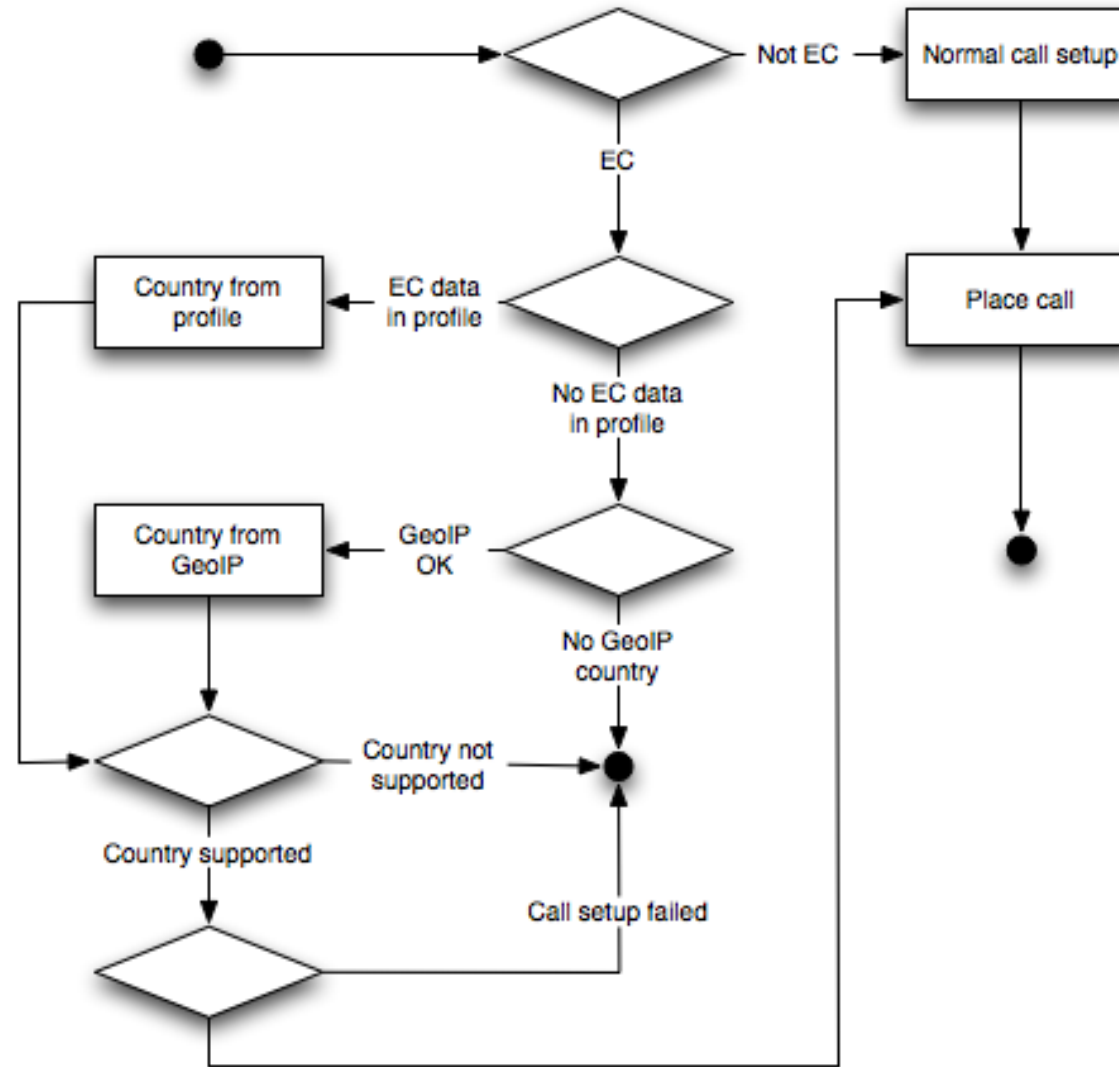 Not EC
Normal call setup
EC
Country from
profile
EC data
in profile
Place call
No EC data
in profile
Country from
GeoIP
GeoIP
OK
No GeoIP
country
Country not
supported
Country supported
Call setup failed